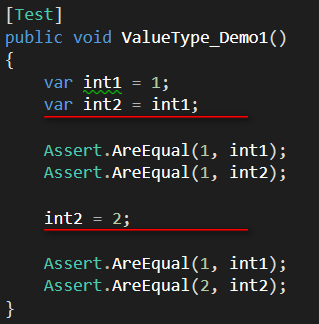 [Test]
public void ValueType_Demo1()
{
    var int1 = 1;
    var int2 = int1;

    Assert.AreEqual(1, int1);
    Assert.AreEqual(1, int2);

    int2 = 2;

    Assert.AreEqual(1, int1);
    Assert.AreEqual(2, int2);
}